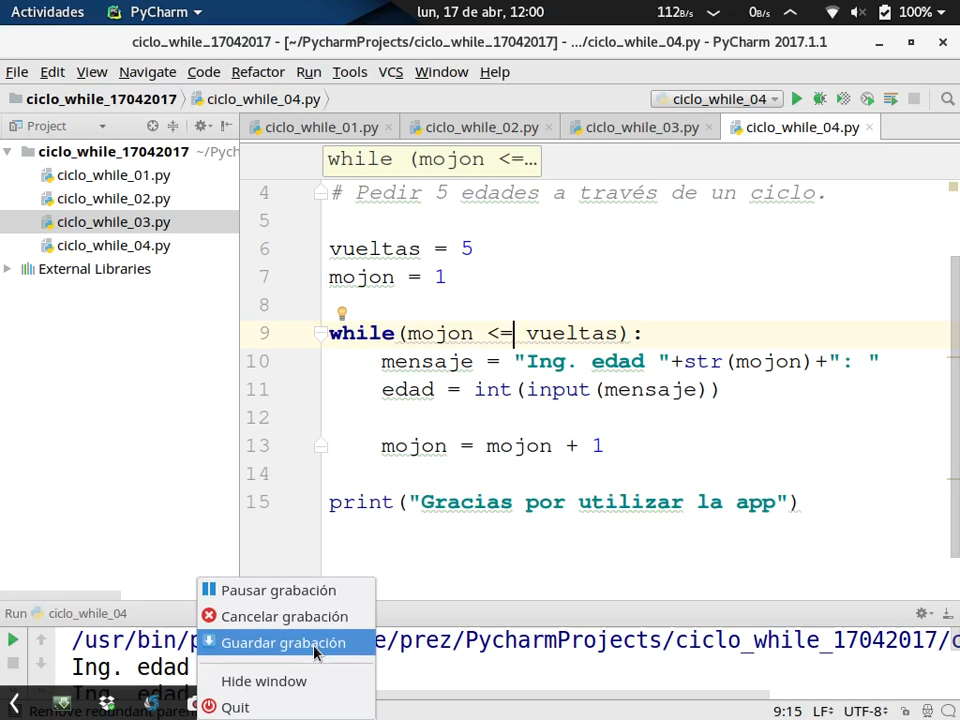 Actividades PyCharm lun, 17 de abr, 12:00 112B/s 0B/s 100%
ciclo_while_17042017 - [~/PycharmProjects/ciclo_while_17042017] - .../ciclo_while_04.py - PyCharm 2017.1.1
File Edit View Navigate Code Refactor Run Tools VCS Window Help
ciclo_while_17042017 ciclo_while_04.py ciclo_while_04
Project ciclo_while_01.py ciclo_while_02.py ciclo_while_03.py ciclo_while_04.py
ciclo_while_17042017 ~/Pych
ciclo_while_01.py
ciclo_while_02.py
ciclo_while_03.py
ciclo_while_04.py
External Libraries
while (mojon <=...
4 # Pedir 5 edades a través de un ciclo.
5
6 vueltas = 5
7 mojon = 1
8
9 while(mojon <= vueltas):
10 mensaje = "Ing. edad "+str(mojon)+": "
11 edad = int(input(mensaje))
13 mojon = mojon + 1
14
15 print("Gracias por utilizar la app")
Run ciclo_while_04
/usr/bin/p e/prez/PycharmProjects/ciclo_while_17042017/c
Ing. edad
Ing. edad
Pausar grabación
Cancelar grabación
Guardar grabación
Hide window
Quit
Remove redundant paren 9:15 LF÷ UTF-8÷